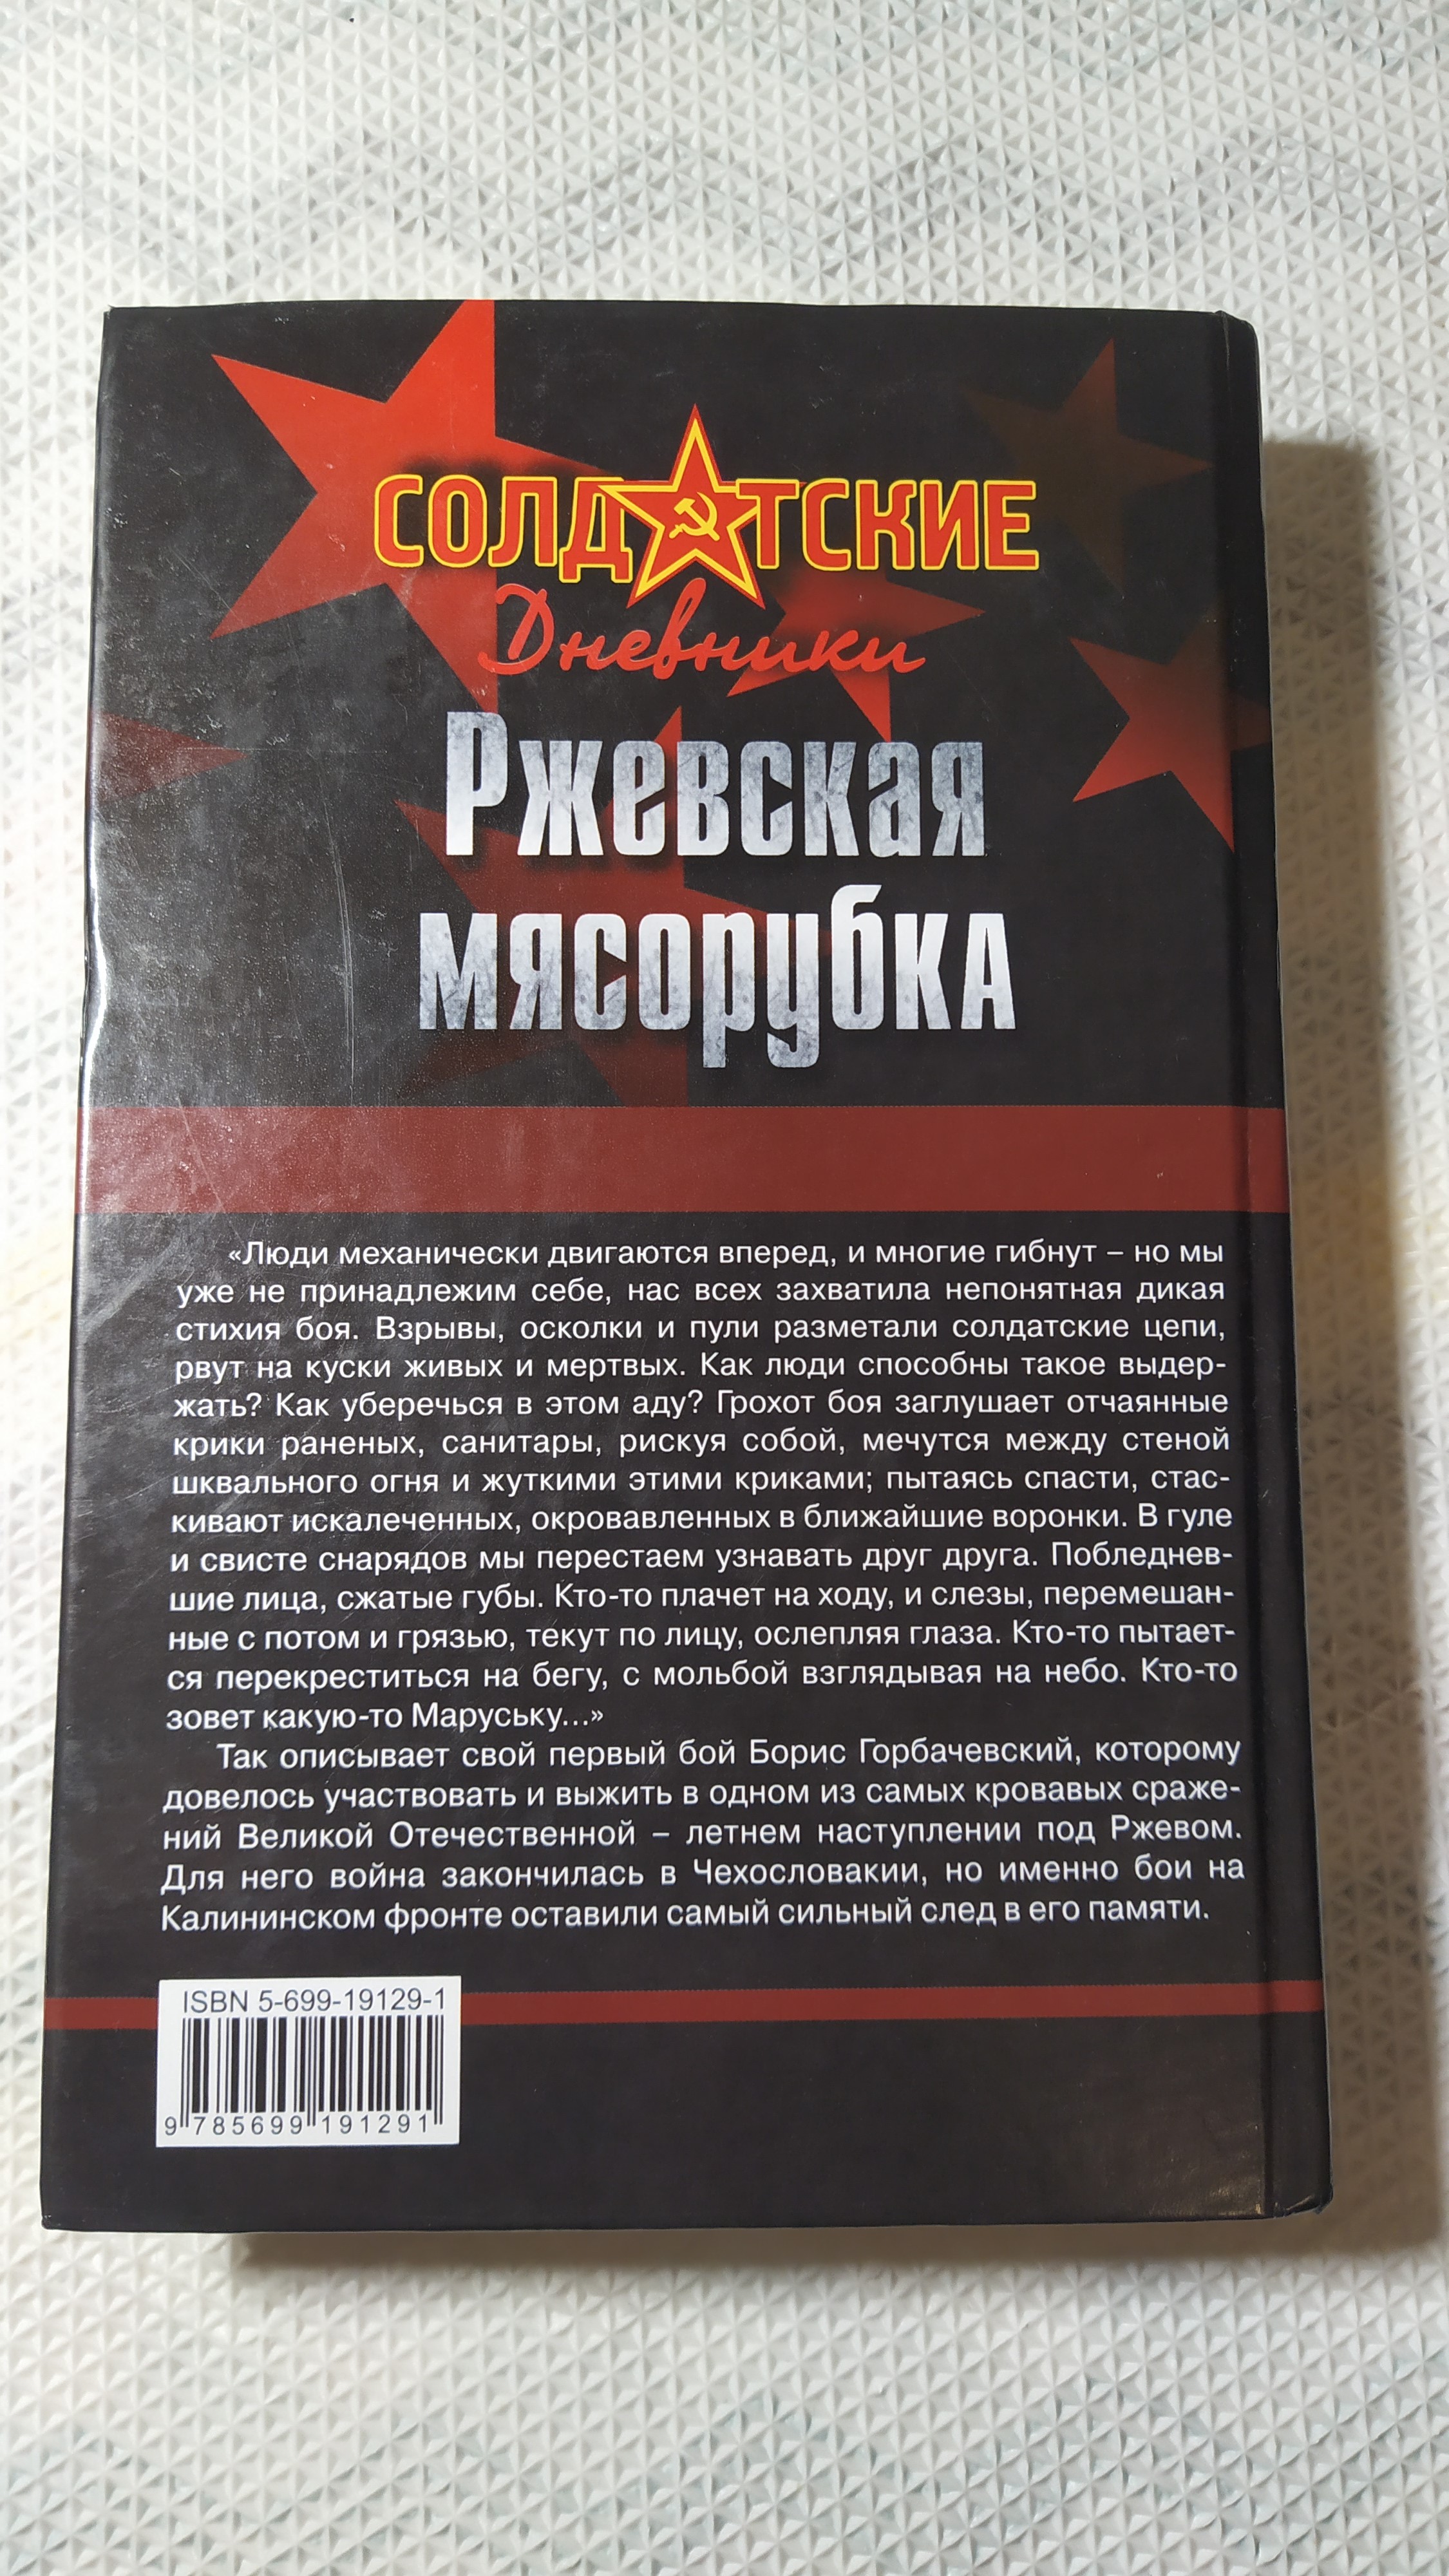 СОЛДАТСКИЕ
Дневники
Ржевская
мясорубка
«Люди механически двигаются вперед, и многие гибнут – но мы
уже не принадлежим себе, нас всех захватила непонятная дикая
стихия боя. Взрывы, осколки и пули разметали солдатские цепи,
рвут на куски живых и мертвых. Как люди способны такое выдер-
жать? Как уберечься в этом аду? Грохот боя заглушает отчаянные
крики раненых, санитары, рискуя собой, мечутся между стеной
шквального огня и жуткими этими криками; пытаясь спасти, стас-
кивают искалеченных, окровавленных в ближайшие воронки. В гуле
и свисте снарядов мы перестаем узнавать друг друга. Побледнев-
шие лица, сжатые губы. Кто-то плачет на ходу, и слезы, перемешан-
ные с потом и грязью, текут по лицу, ослепляя глаза. Кто-то пытает-
ся перекреститься на бегу, с мольбой взглядывая на небо. Кто-то
зовет какую-то Маруську...»
Так описывает свой первый бой Борис Горбачевский, которому
довелось участвовать и выжить в одном из самых кровавых сраже-
ний Великой Отечественной – летнем наступлении под Ржевом.
Для него война закончилась в Чехословакии, но именно бои на
Калининском фронте оставили самый сильный след в его памяти.
ISBN 5-699-19129-1
9 785699 191291